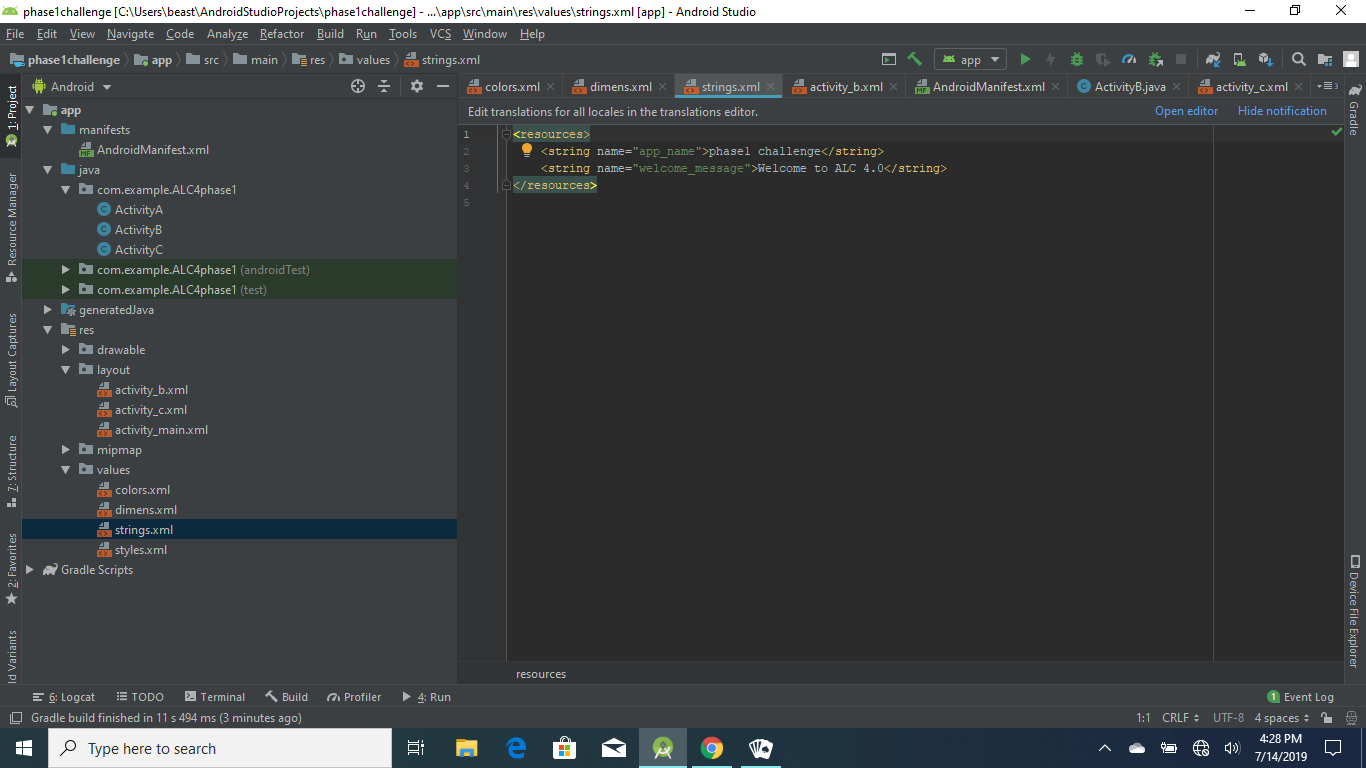 phase1challenge [C:\Users\beast\AndroidStudioProjects\phase1challenge] - ...\app\src\main\res\values\strings.xml [app] - Android Studio
File Edit View Navigate Code Analyze Refactor Build Run Tools VCS Window Help
phase1challenge app src main res values strings.xml app
1: Project
Android
colors.xml dimens.xml strings.xml activity_b.xml AndroidManifest.xml ActivityB.java activity_c.xml 3
Edit translations for all locales in the translations editor. Open editor Hide notification
app
manifests
AndroidManifest.xml
java
com.example.ALC4phase1
ActivityA
ActivityB
ActivityC
com.example.ALC4phase1 (androidTest)
com.example.ALC4phase1 (test)
generatedJava
res
drawable
layout
activity_b.xml
activity_c.xml
activity_main.xml
mipmap
values
colors.xml
dimens.xml
strings.xml
styles.xml
Gradle Scripts
Resource Manager
Layout Captures
7: Structure
2: Favorites
ld Variants
1 <resources>
2 <string name="app_name">phase1 challenge</string>
3 <string name="welcome_message">Welcome to ALC 4.0</string>
4 </resources>
5
resources
Gradle
Device File Explorer
6: Logcat TODO Terminal Build Profiler 4: Run 1 Event Log
Gradle build finished in 11 s 494 ms (3 minutes ago) 1:1 CRLF UTF-8 4 spaces
Type here to search
4:28 PM
7/14/2019